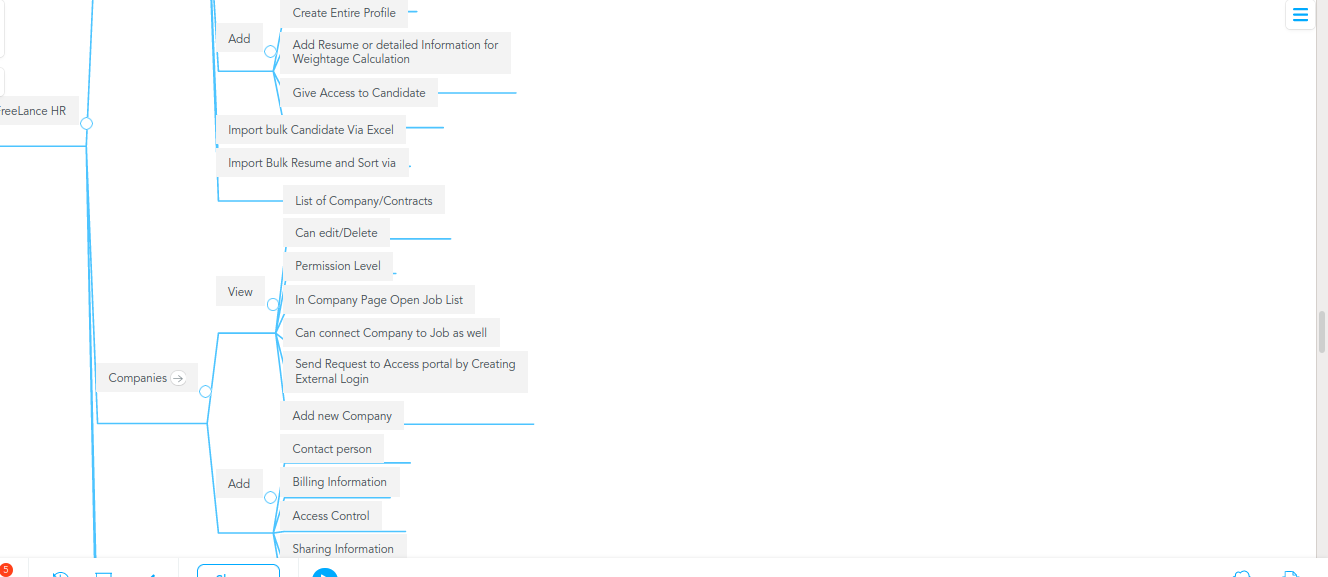 Create Entire Profile
Add
Add Resume or detailed Information for
Weightage Calculation
Give Access to Candidate
reeLance HR
Import bulk Candidate Via Excel
Import Bulk Resume and Sort via
List of Company/Contracts
Can edit/Delete
Permission Level
View
In Company Page Open Job List
Can connect Company to Job as well
Send Request to Access portal by Creating
External Login
Companies
Add new Company
Contact person
Add
Billing Information
Access Control
Sharing Information
5